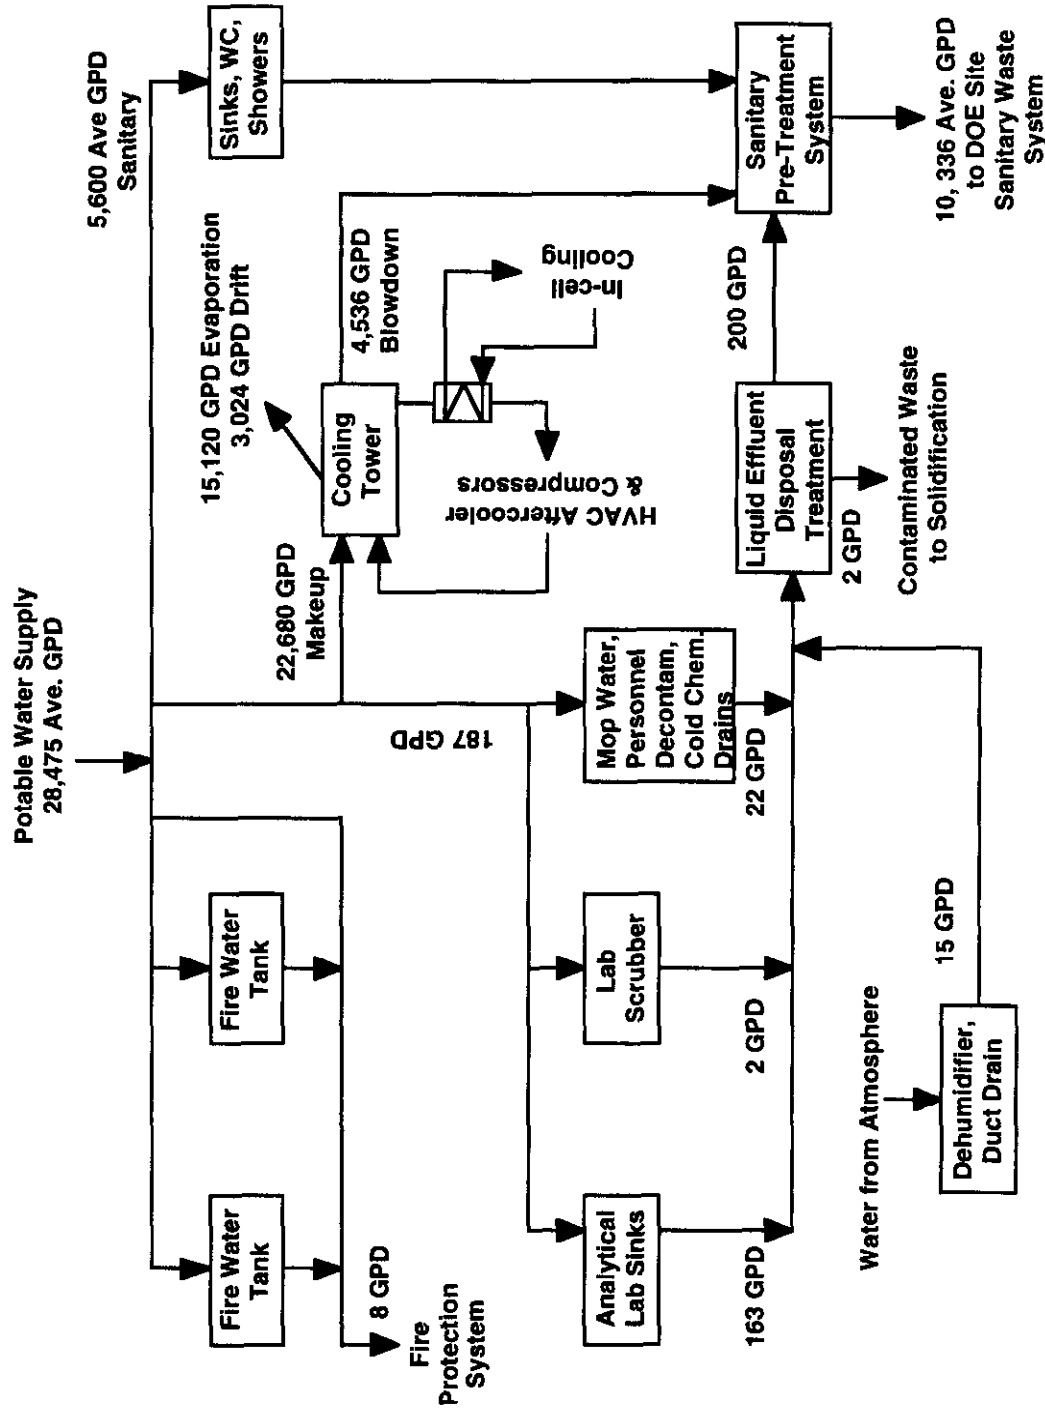 Potable Water Supply
28,475 Ave. GPD
5,600 Ave GPD
Sanitary
Fire Water
Tank
Fire Water
Tank
Sinks, WC,
Showers
15,120 GPD Evaporation
3,024 GPD Drift
22,680 GPD
Makeup
Cooling
Tower
4,536 GPD
Blowdown
8 GPD
Fire
Protection
System
187 GPD
HVAC Aftercooler
& Compressors
In-cell
Cooling
Analytical
Lab Sinks
Lab
Scrubber
Mop Water,
Personnel
Decontam,
Cold Chem.
Drains
163 GPD
2 GPD
22 GPD
Liquid Effluent
Disposal
Treatment
200 GPD
Sanitary
Pre-Treatment
System
2 GPD
Contaminated Waste
to Solidification
10, 336 Ave. GPD
to DOE Site
Sanitary Waste
System
Water from Atmosphere
15 GPD
Dehumidifier,
Duct Drain